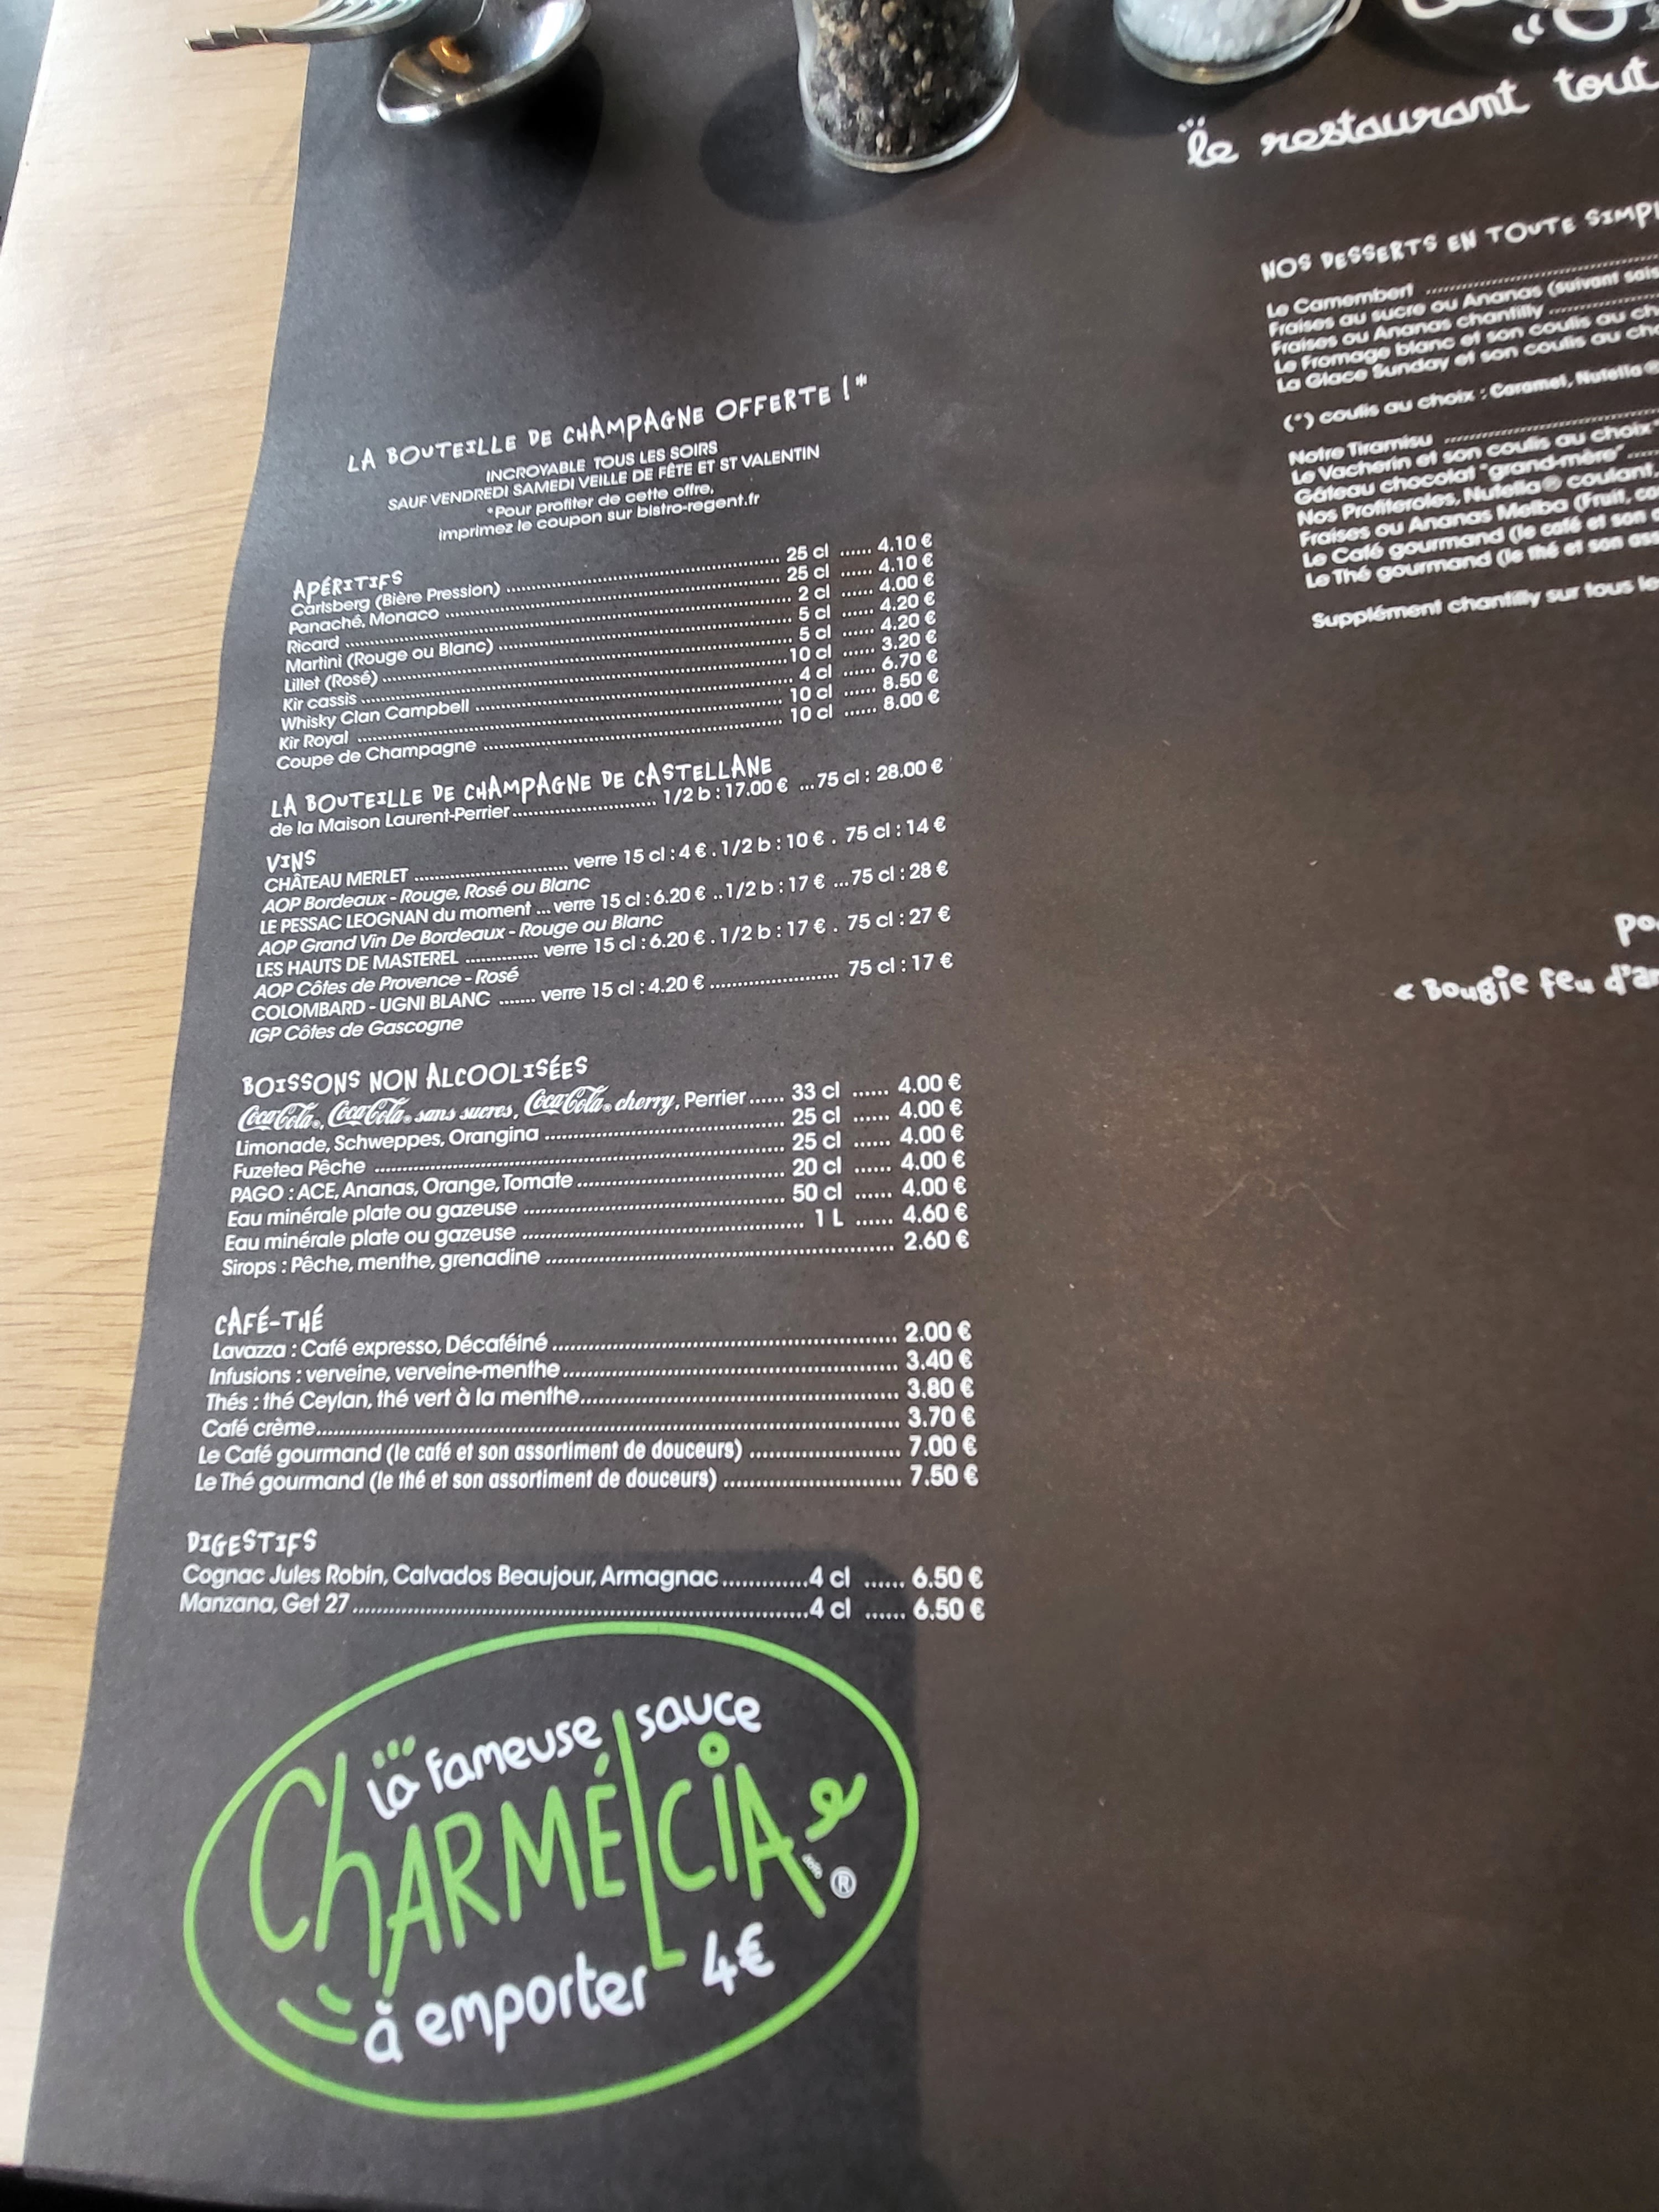 LA BOUTEILLE DE CHAMPAGNE OFFERTE !*
INCROYABLE TOUS LES SOIRS
SAUF VENDREDI SAMEDI VEILLE DE FÊTE ET ST VALENTIN
*Pour profiter de cette offre,
imprimez le coupon sur bistro-regent.fr
APÉRITIFS
Carlsberg (Bière Pression) ........ 25 cl ...... 4.10 €
Panaché, Monaco ........ 25 cl ...... 4.10 €
Ricard ........ 2 cl ...... 4.00 €
Martini (Rouge ou Blanc) ........ 5 cl ...... 4.20 €
Lillet (Rosé) ........ 5 cl ...... 4.20 €
Kir cassis ........ 10 cl ...... 3.20 €
Whisky Clan Campbell ........ 4 cl ...... 6.70 €
Kir Royal ........ 10 cl ...... 8.50 €
Coupe de Champagne ........ 10 cl ...... 8.00 €
LA BOUTEILLE DE CHAMPAGNE DE CASTELLANE
de la Maison Laurent-Perrier ........ 1/2 b : 17.00 € ...75 cl : 28.00 €
VINS
CHÂTEAU MERLET ........ verre 15 cl : 4 € . 1/2 b : 10 € . 75 cl : 14 €
AOP Bordeaux - Rouge, Rosé ou Blanc
LE PESSAC LEOGNAN du moment ... verre 15 cl : 6.20 € ..1/2 b : 17 € ...75 cl : 28 €
AOP Grand Vin De Bordeaux - Rouge ou Blanc
LES HAUTS DE MASTEREL ........ verre 15 cl : 6.20 € . 1/2 b : 17 € . 75 cl : 27 €
AOP Côtes de Provence - Rosé
COLOMBARD - UGNI BLANC ....... verre 15 cl : 4.20 € ........ 75 cl : 17 €
IGP Côtes de Gascogne
BOISSONS NON ALCOOLISÉES
Coca-Cola®, Coca-Cola® sans sucres, Coca-Cola® cherry, Perrier ...... 33 cl ...... 4.00 €
Limonade, Schweppes, Orangina ........ 25 cl ...... 4.00 €
Fuzetea Pêche ........ 25 cl ...... 4.00 €
PAGO : ACE, Ananas, Orange, Tomate ........ 20 cl ...... 4.00 €
Eau minérale plate ou gazeuse ........ 50 cl ...... 4.00 €
Eau minérale plate ou gazeuse ........ 1 L ...... 4.60 €
Sirops : Pêche, menthe, grenadine ........ 2.60 €
CAFÉ-THÉ
Lavazza : Café expresso, Décaféiné ........ 2.00 €
Infusions : verveine, verveine-menthe ........ 3.40 €
Thés : thé Ceylan, thé vert à la menthe ........ 3.80 €
Café crème ........ 3.70 €
Le Café gourmand (le café et son assortiment de douceurs) ........ 7.00 €
Le Thé gourmand (le thé et son assortiment de douceurs) ........ 7.50 €
DIGESTIFS
Cognac Jules Robin, Calvados Beaujour, Armagnac ........ 4 cl ...... 6.50 €
Manzana, Get 27 ........ 4 cl ...... 6.50 €
la fameuse sauce
CHARMÉLCIA ®
à emporter 4€
le restaurant tout
NOS DESSERTS EN TOUTE SIMPL
Le Camembert ........
Fraises au sucre ou Ananas (suivant sais
Fraises ou Ananas chantilly ........
Le Fromage blanc et son coulis au ch
La Glace Sunday et son coulis au cho
(*) coulis au choix : Caramel, Nutella®
Notre Tiramisu ........
Le Vacherin et son coulis au choix*
Gâteau chocolat "grand-mère" ......
Nos Profiteroles, Nutella® coulant,
Fraises ou Ananas Melba (Fruit, co
Le Café gourmand (le café et son a
Le Thé gourmand (le thé et son ass
Supplément chantilly sur tous le
« Bougie feu d'ar